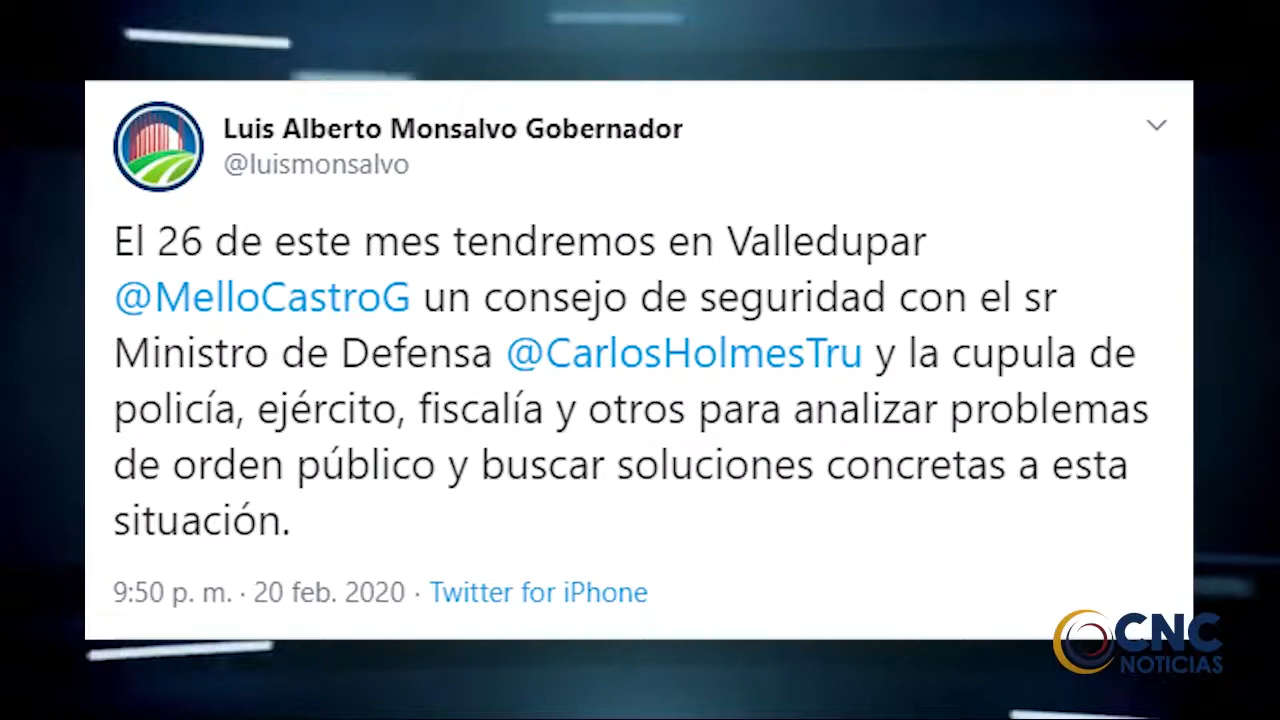 Luis Alberto Monsalvo Gobernador
@luismonsalvo
El 26 de este mes tendremos en Valledupar
@MelloCastroG un consejo de seguridad con el sr
Ministro de Defensa @CarlosHolmesTru y la cupula de
policía, ejército, fiscalía y otros para analizar problemas
de orden público y buscar soluciones concretas a esta
situación.
9:50 p. m. · 20 feb. 2020 · Twitter for iPhone
CNC
NOTICIAS